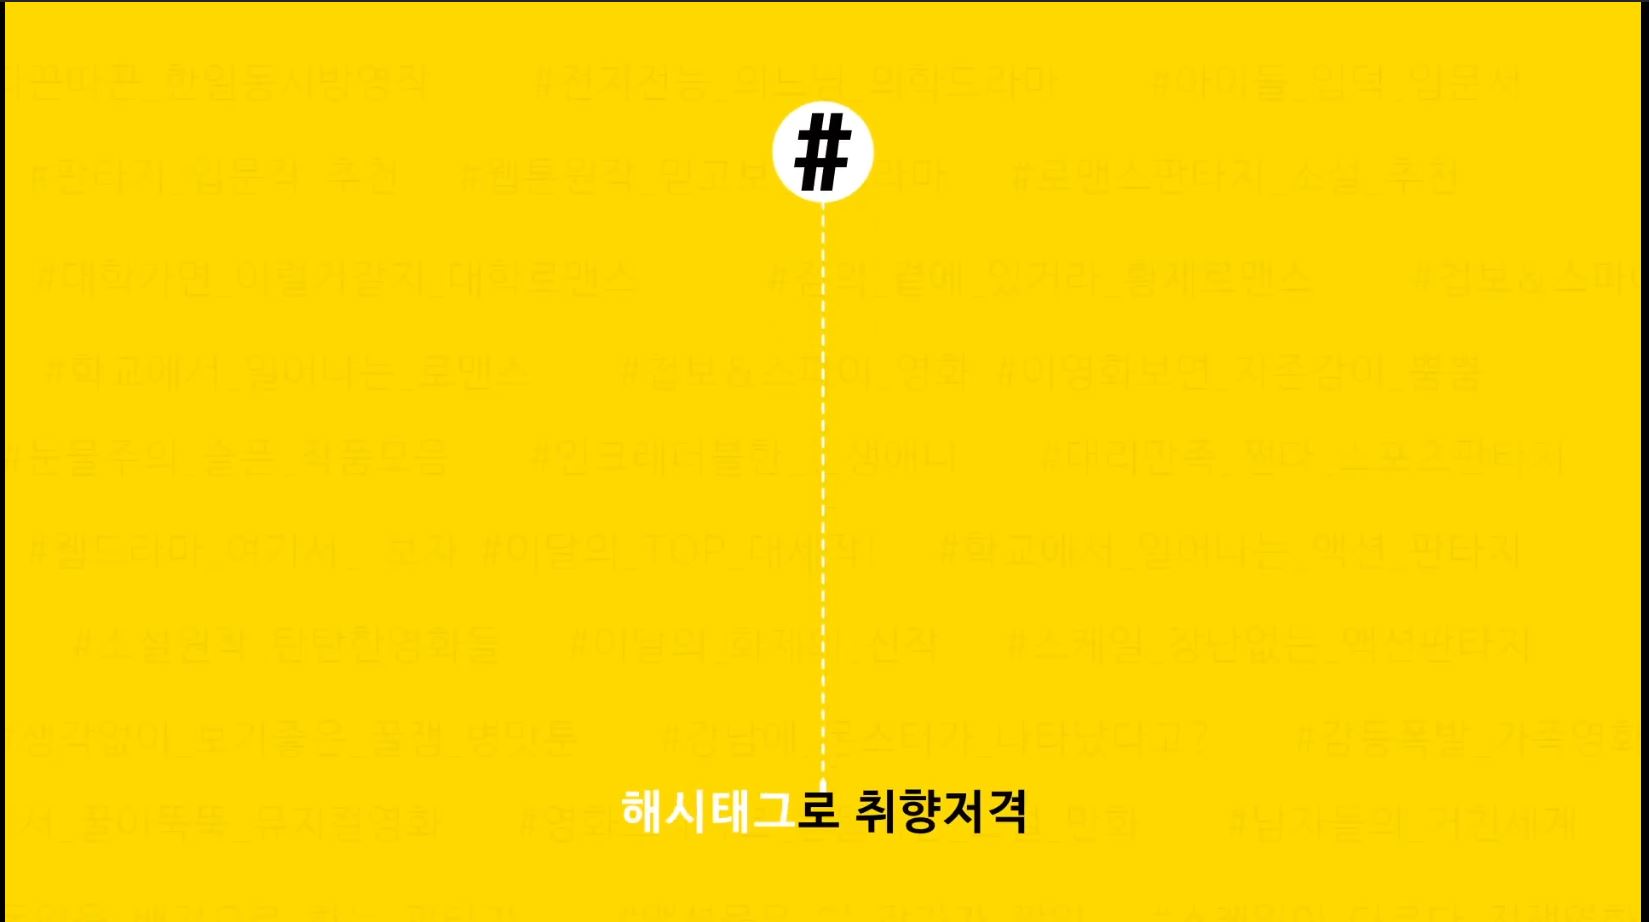 따끈따끈_한일동시방영작 #전지전능_의느님_의학드라마 #아이돌_입덕_입문서
#
#판타지_입문작_추천 #웹툰원작_믿고보 라마 #로맨스판타지_소설_추천
#대학가면_이럴거같지_대학로맨스 #집의_끝에_있거라_황제로맨스 #첩보&스파이
#학교에서_일어나는_로맨스 #첩보&스파이_영화 #이영화보면_자존감이_뿜뿜
#눈물주의_슬픈_작품모음 #인크레더블한 #대리만족_쩐다_스포츠판타지
#웹드라마_여기서_ 보자 #이달의_TOP_대세작! #학교에서_일어나는_액션_판타지
#소설원작_탄탄한영화들 #이달의_화제의_신작 #스케일_장난없는_액션판타지
#생각없이_보기좋은_꿀잼_병맛툰 #강남에_몬스터가_나타났다고? #감동폭발_가족영화
해시태그로 취향저격
서_꿀이뚝뚝_뮤지컬영화 #영화 만화 #남자들의_거친세계